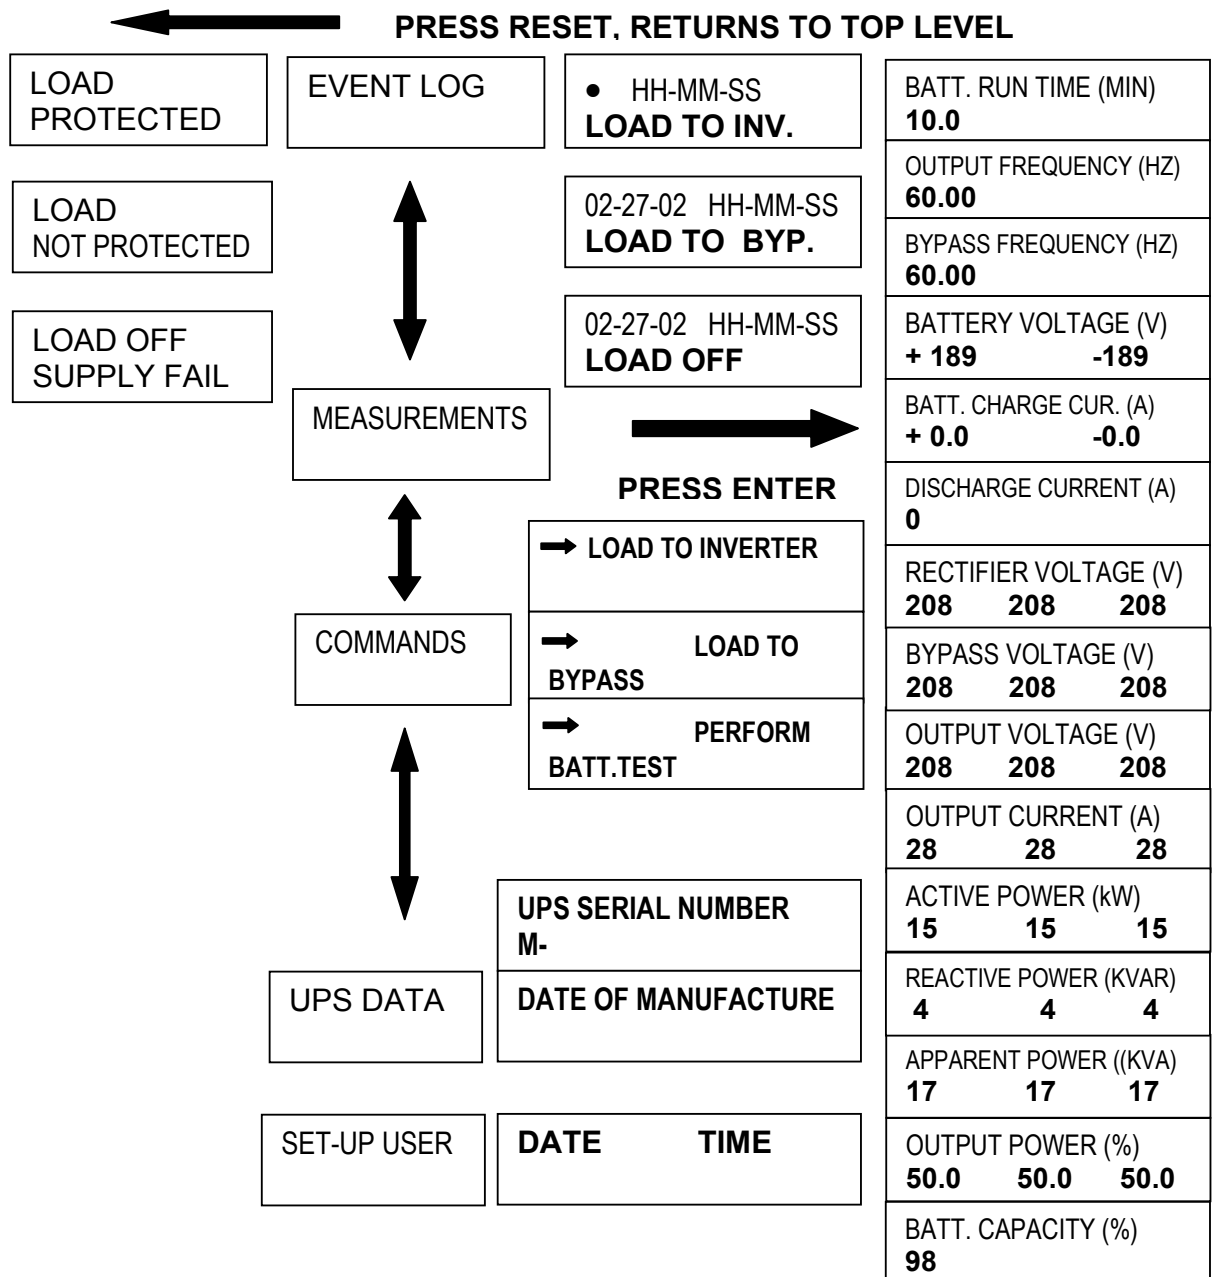 PRESS RESET, RETURNS TO TOP LEVEL
LOAD
PROTECTED
LOAD
NOT PROTECTED
LOAD OFF
SUPPLY FAIL
EVENT LOG
MEASUREMENTS
COMMANDS
UPS DATA
SET-UP USER
• HH-MM-SS
LOAD TO INV.
02-27-02 HH-MM-SS
LOAD TO BYP.
02-27-02 HH-MM-SS
LOAD OFF
PRESS ENTER
LOAD TO INVERTER
LOAD TO
BYPASS
PERFORM
BATT.TEST
UPS SERIAL NUMBER
M-
DATE OF MANUFACTURE
DATE TIME
BATT. RUN TIME (MIN)
10.0
OUTPUT FREQUENCY (HZ)
60.00
BYPASS FREQUENCY (HZ)
60.00
BATTERY VOLTAGE (V)
+ 189 -189
BATT. CHARGE CUR. (A)
+ 0.0 -0.0
DISCHARGE CURRENT (A)
0
RECTIFIER VOLTAGE (V)
208 208 208
BYPASS VOLTAGE (V)
208 208 208
OUTPUT VOLTAGE (V)
208 208 208
OUTPUT CURRENT (A)
28 28 28
ACTIVE POWER (kW)
15 15 15
REACTIVE POWER (KVAR)
4 4 4
APPARENT POWER ((KVA)
17 17 17
OUTPUT POWER (%)
50.0 50.0 50.0
BATT. CAPACITY (%)
98